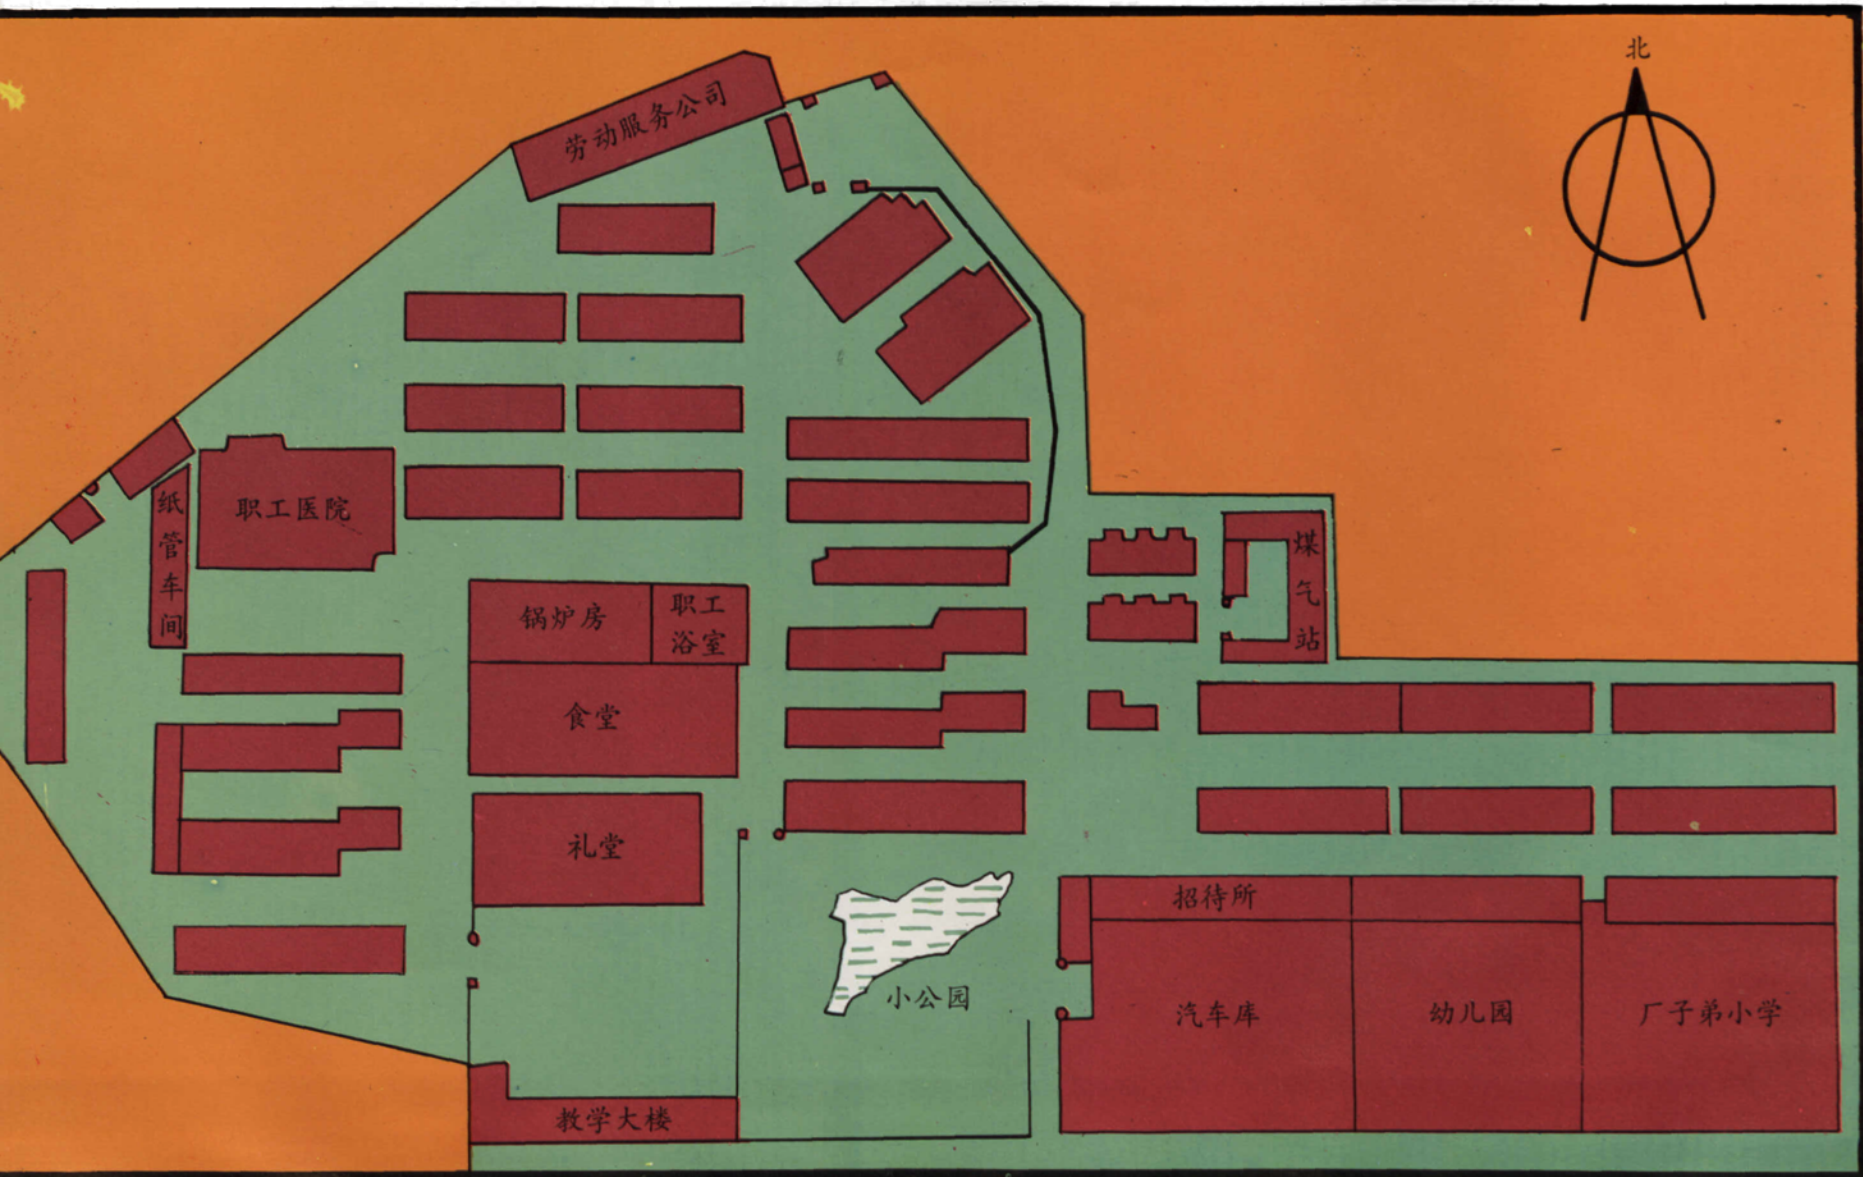 北
劳动服务公司
职工医院
纸管车间
煤气站
锅炉房
职工
浴室
食堂
礼堂
招待所
小公园
汽车库
幼儿园
厂子弟小学
教学大楼